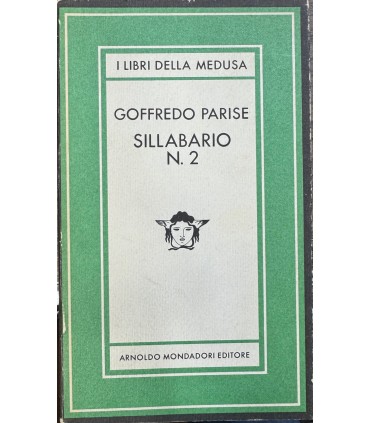 I LIBRI DELLA MEDUSA
GOFFREDO PARISE
SILLABARIO
N. 2
ARNOLDO MONDADORI EDITORE